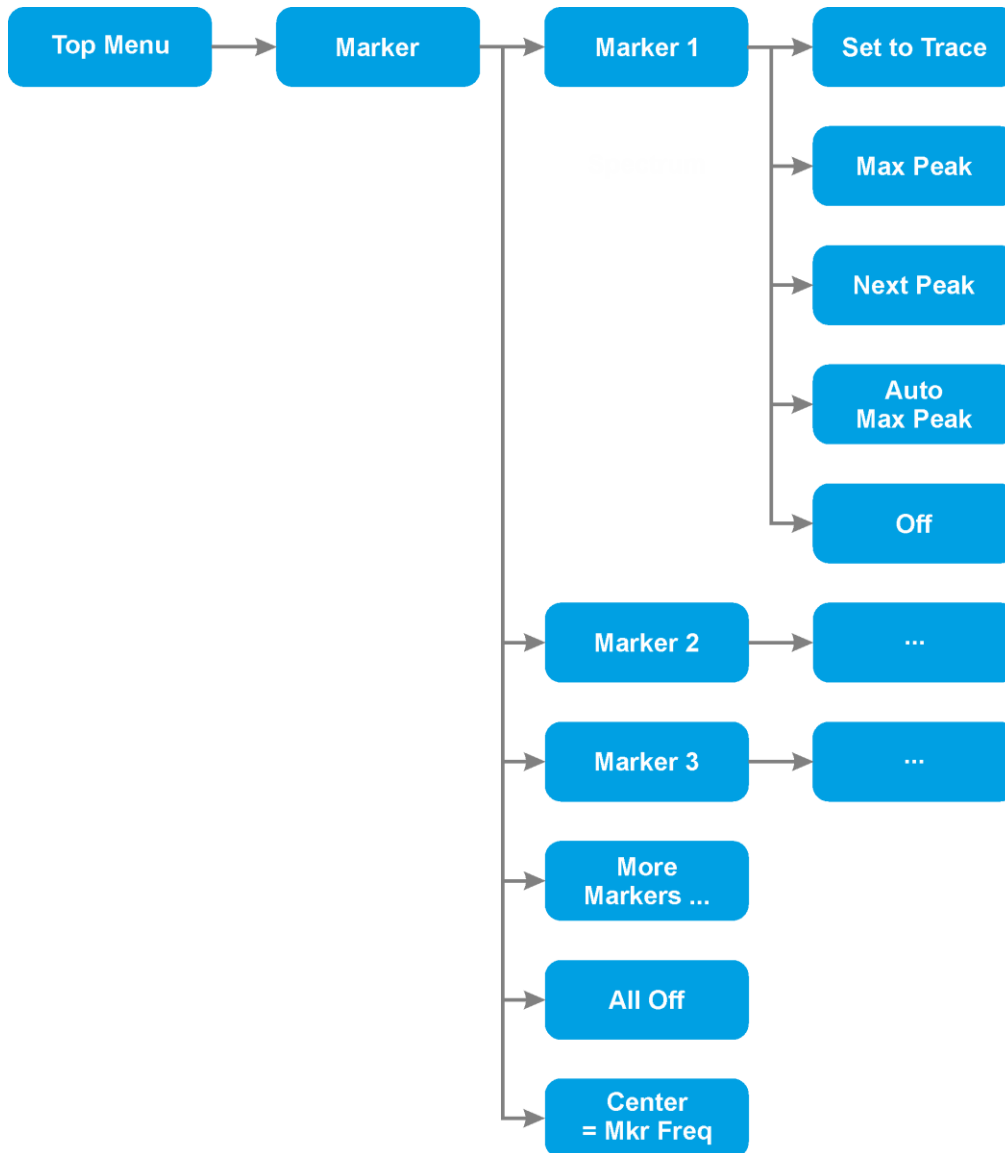 Top Menu
Marker
Marker 1
Set to Trace
Max Peak
Next Peak
Auto
Max Peak
Off
Marker 2
...
Marker 3
...
More
Markers ...
All Off
Center
= Mkr Freq